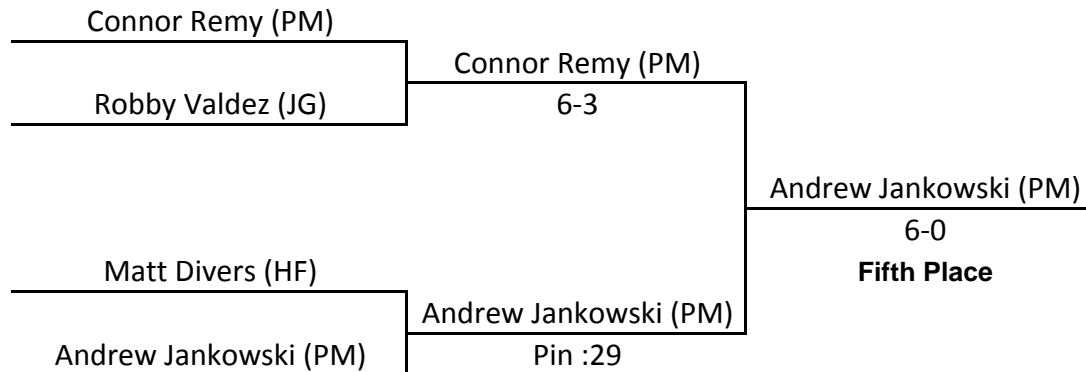 Connor Remy (PM)
Connor Remy (PM)
Robby Valdez (JG)
6-3
Andrew Jankowski (PM)
6-0
Matt Divers (HF)
Fifth Place
Andrew Jankowski (PM)
Andrew Jankowski (PM)
Pin :29